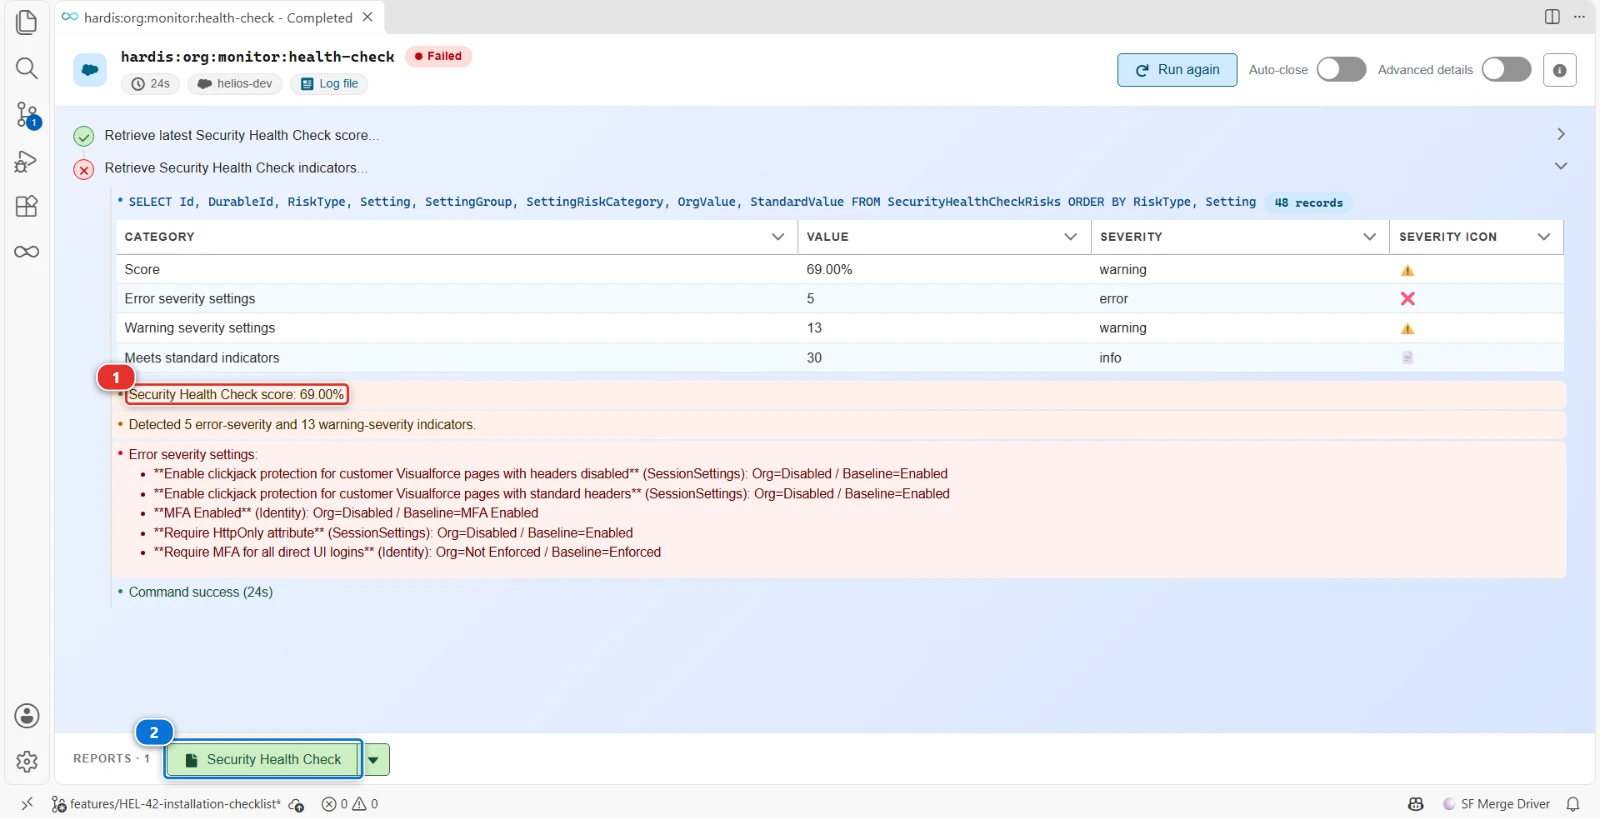 hardis:org:monitor:health-check - Completed
hardis:org:monitor:health-check
Failed
24s
helios-dev
Log file
Run again
Auto-close
Advanced details
1
Retrieve latest Security Health Check score...
Retrieve Security Health Check indicators...
SELECT Id, DurableId, RiskType, Setting, SettingGroup, SettingRiskCategory, OrgValue, StandardValue FROM SecurityHealthCheckRisks ORDER BY RiskType, Setting 48 records
CATEGORY VALUE SEVERITY SEVERITY ICON
Score 69.00% warning
Error severity settings 5 error
Warning severity settings 13 warning
Meets standard indicators 30 info
1
Security Health Check score: 69.00%
Detected 5 error-severity and 13 warning-severity indicators.
Error severity settings:
**Enable clickjack protection for customer Visualforce pages with headers disabled** (SessionSettings): Org=Disabled / Baseline=Enabled
**Enable clickjack protection for customer Visualforce pages with standard headers** (SessionSettings): Org=Disabled / Baseline=Enabled
**MFA Enabled** (Identity): Org=Disabled / Baseline=MFA Enabled
**Require HttpOnly attribute** (SessionSettings): Org=Disabled / Baseline=Enabled
**Require MFA for all direct UI logins** (Identity): Org=Not Enforced / Baseline=Enforced
Command success (24s)
2
REPORTS · 1
Security Health Check
features/HEL-42-installation-checklist* 0 0
SF Merge Driver